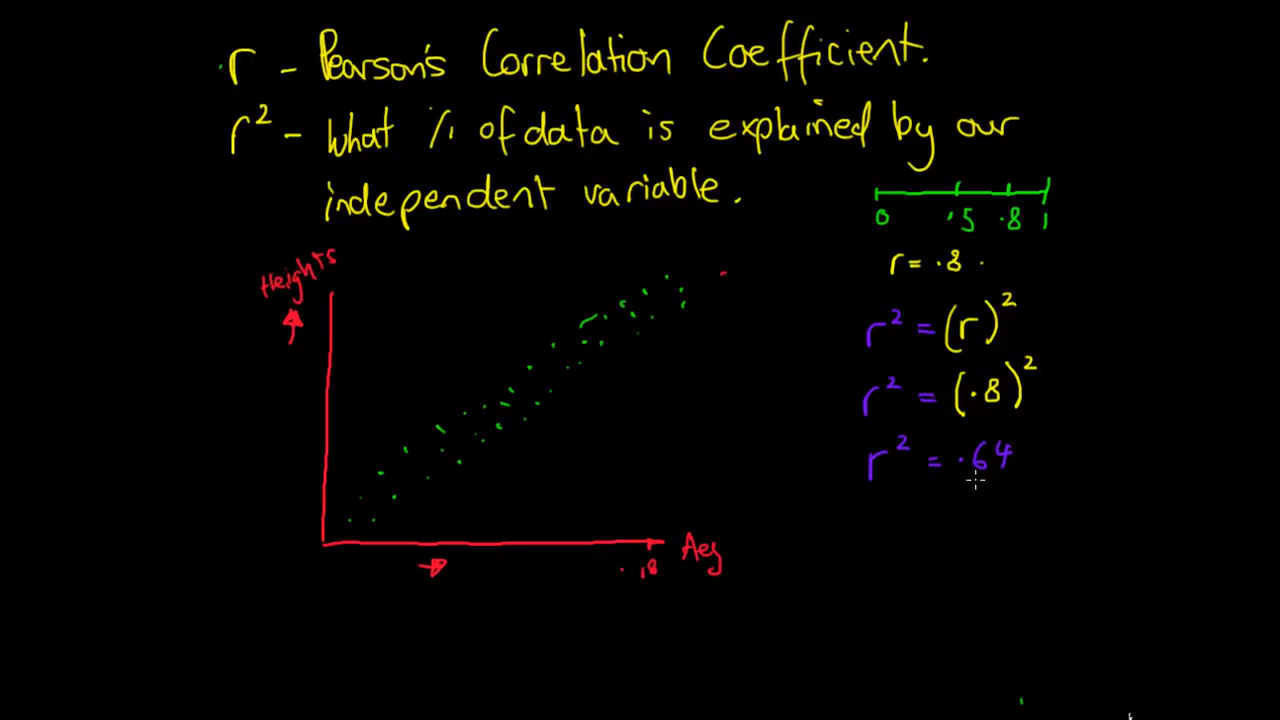 r - Pearson's Correlation Coefficient.
r² - What % of data is explained by our
independent variable.
0 .5 .8 1
r = .8
r² = (r)²
r² = (.8)²
r² = .64
Heights
Aeg
18